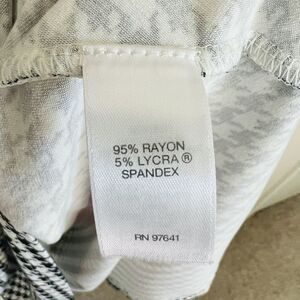 95% RAYON
5% LYCRA®
SPANDEX
RN 97641